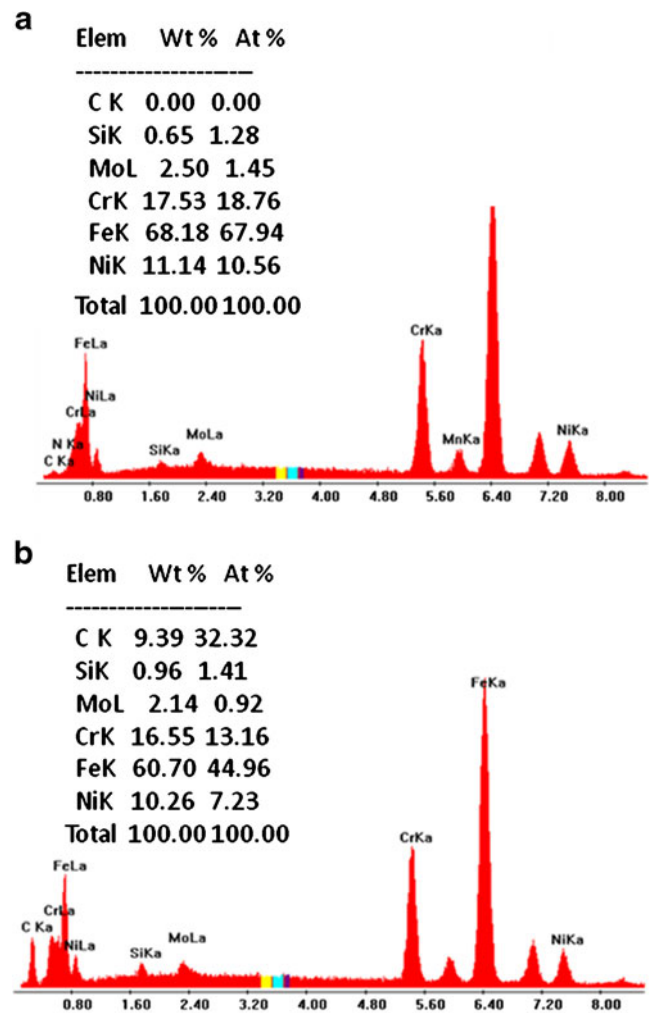 a
Elem Wt % At %
---------------------
C K 0.00 0.00
SiK 0.65 1.28
MoL 2.50 1.45
CrK 17.53 18.76
FeK 68.18 67.94
NiK 11.14 10.56
Total 100.00 100.00
FeLa
CrKa
NiLa
CrLa
MnKa
NiKa
N Ka
MoLa
SiKa
C Ka
0.80 1.60 2.40 3.20 4.00 4.80 5.60 6.40 7.20 8.00
b
Elem Wt % At %
---------------------
C K 9.39 32.32
SiK 0.96 1.41
MoL 2.14 0.92
CrK 16.55 13.16
FeK 60.70 44.96
NiK 10.26 7.23
Total 100.00 100.00
FeKa
CrKa
FeLa
CrLa
C Ka
NiLa
MoLa
NiKa
SiKa
0.80 1.60 2.40 3.20 4.00 4.80 5.60 6.40 7.20 8.00